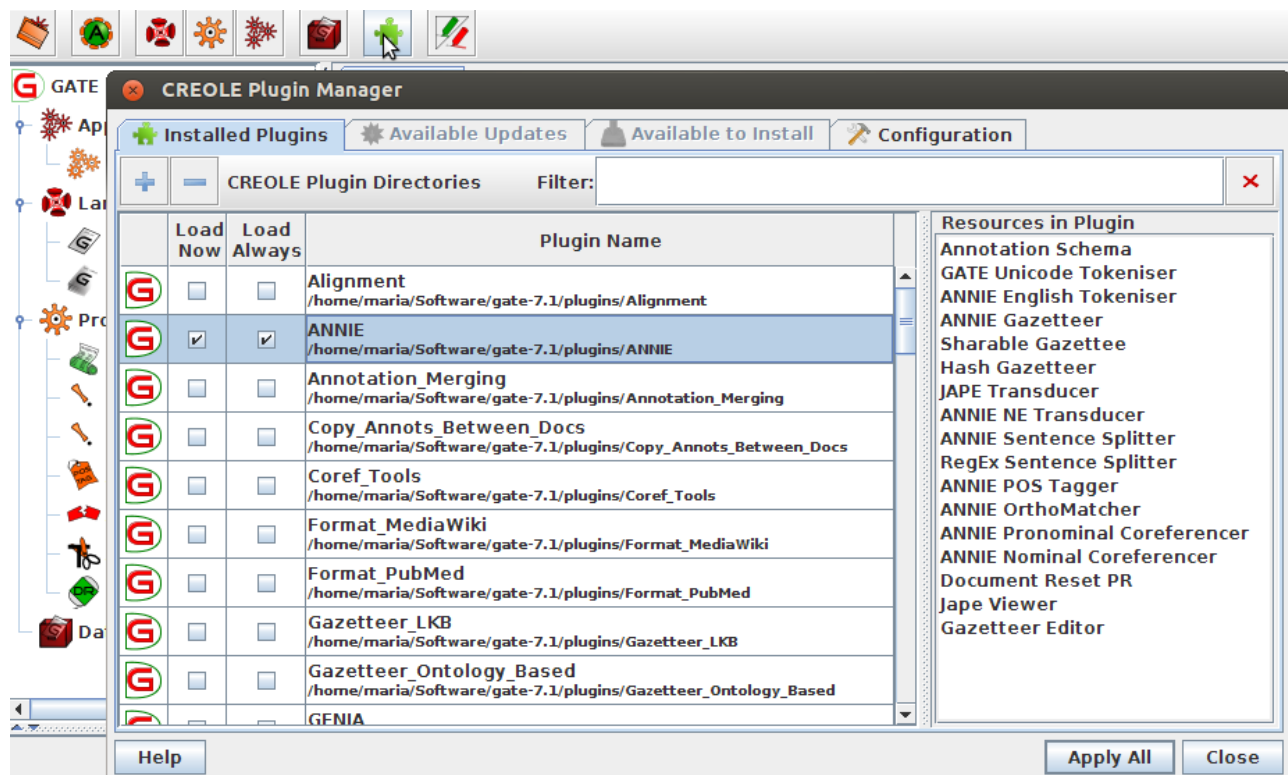 GATE
CREOLE Plugin Manager
Installed Plugins
Available Updates
Available to Install
Configuration
CREOLE Plugin Directories
Filter:
Load Now
Load Always
Plugin Name
Alignment
/home/maria/Software/gate-7.1/plugins/Alignment
ANNIE
/home/maria/Software/gate-7.1/plugins/ANNIE
Annotation_Merging
/home/maria/Software/gate-7.1/plugins/Annotation_Merging
Copy_Annots_Between_Docs
/home/maria/Software/gate-7.1/plugins/Copy_Annots_Between_Docs
Coref_Tools
/home/maria/Software/gate-7.1/plugins/Coref_Tools
Format_MediaWiki
/home/maria/Software/gate-7.1/plugins/Format_MediaWiki
Format_PubMed
/home/maria/Software/gate-7.1/plugins/Format_PubMed
Gazetteer_LKB
/home/maria/Software/gate-7.1/plugins/Gazetteer_LKB
Gazetteer_Ontology_Based
/home/maria/Software/gate-7.1/plugins/Gazetteer_Ontology_Based
GENIA
Resources in Plugin
Annotation Schema
GATE Unicode Tokeniser
ANNIE English Tokeniser
ANNIE Gazetteer
Sharable Gazettee
Hash Gazetteer
JAPE Transducer
ANNIE NE Transducer
ANNIE Sentence Splitter
RegEx Sentence Splitter
ANNIE POS Tagger
ANNIE OrthoMatcher
ANNIE Pronominal Coreferencer
ANNIE Nominal Coreferencer
Document Reset PR
Jape Viewer
Gazetteer Editor
Help
Apply All
Close